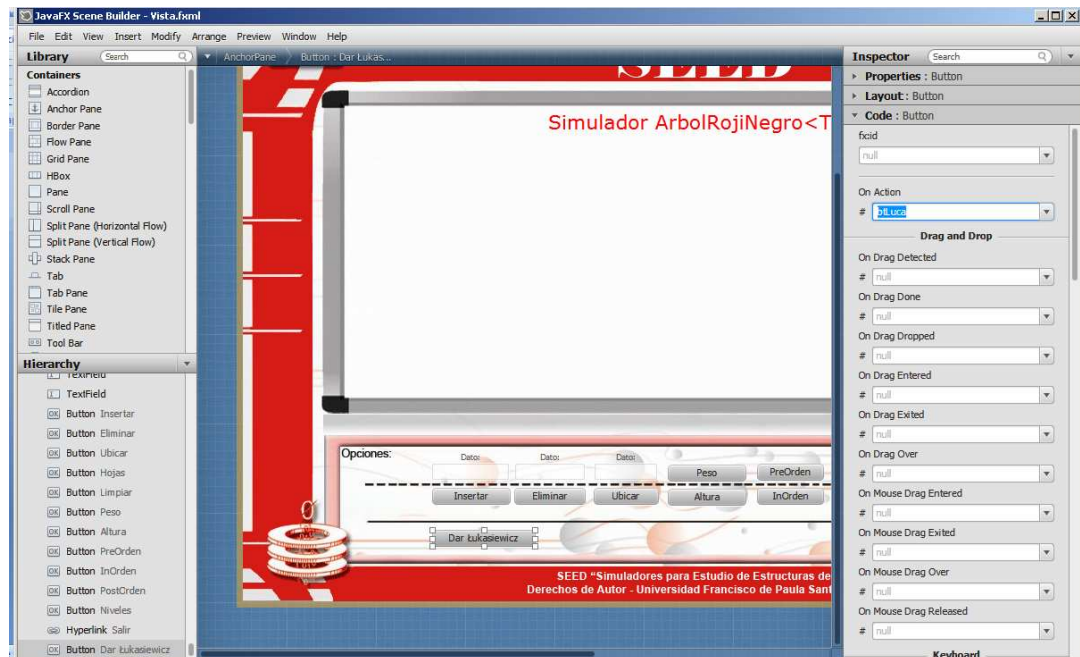 JavaFX Scene Builder - Vista.fxml
File Edit View Insert Modify Arrange Preview Window Help
Library
Search
Containers
Accordion
Anchor Pane
Border Pane
Flow Pane
Grid Pane
HBox
Pane
Scroll Pane
Split Pane (Horizontal Flow)
Split Pane (Vertical Flow)
Stack Pane
Tab
Tab Pane
Tile Pane
Titled Pane
Tool Bar
Hierarchy
TextField
TextField
Button Insertar
Button Eliminar
Button Ubicar
Button Hojas
Button Limpiar
Button Peso
Button Altura
Button PreOrden
Button InOrden
Button PostOrden
Button Niveles
Hyperlink Salir
Button Dar Łukasiewicz
AnchorPane Button : Dar Łukas...
SEED
Simulador ArbolRojiNegro<T
Opciones:
Dato: Dato: Dato:
Peso PreOrden
Insertar Eliminar Ubicar Altura InOrden
Dar Łukasiewicz
SEED "Simuladores para Estudio de Estructuras de
Derechos de Autor - Universidad Francisco de Paula Sant
Inspector
Search
Properties : Button
Layout : Button
Code : Button
fx:id
null
On Action
# btLuca
Drag and Drop
On Drag Detected
# null
On Drag Done
# null
On Drag Dropped
# null
On Drag Entered
# null
On Drag Exited
# null
On Drag Over
# null
On Mouse Drag Entered
# null
On Mouse Drag Exited
# null
On Mouse Drag Over
# null
On Mouse Drag Released
# null
Keyboard